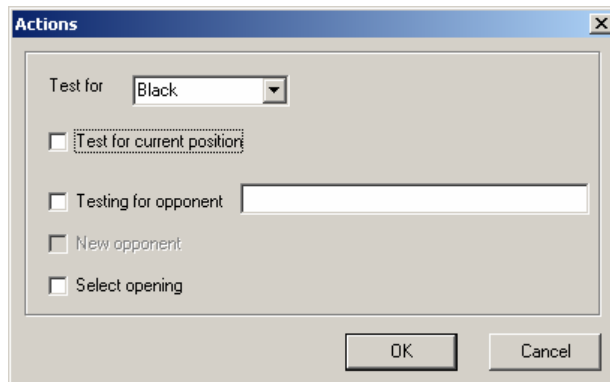 Actions
Test for Black
Test for current position
Testing for opponent
New opponent
Select opening
OK Cancel